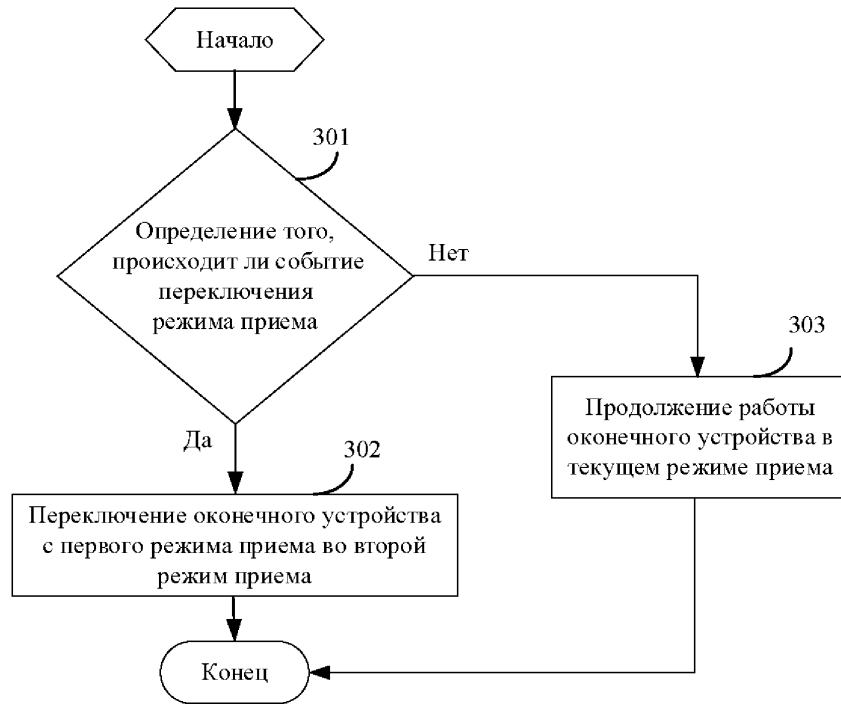 Начало
301
Определение того,
происходит ли событие
переключения
режима приема
Нет
303
Продолжение работы
оконечного устройства в
текущем режиме приема
Да
302
Переключение оконечного устройства
с первого режима приема во второй
режим приема
Конец